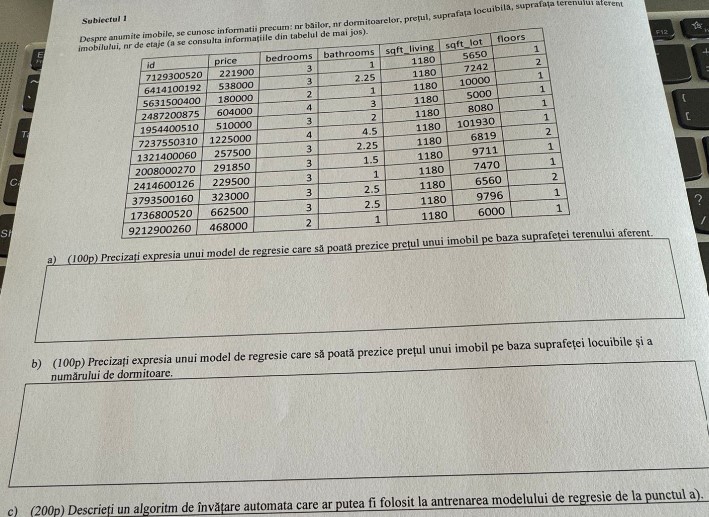 Subiectul 1
Despre anumite imobile, se cunosc informatii precum: nr băilor, nr dormitoarelor, prețul, suprafața locuibilă, suprafața terenului aferent
imobilului, nr de etaje (a se consulta informațiile din tabelul de mai jos).
id price bedrooms bathrooms sqft_living sqft_lot floors
7129300520 221900 3 1 1180 5650 1
6414100192 538000 3 2.25 1180 7242 2
5631500400 180000 2 1 1180 10000 1
2487200875 604000 4 3 1180 5000 1
1954400510 510000 3 2 1180 8080 1
7237550310 1225000 4 4.5 1180 101930 1
1321400060 257500 3 2.25 1180 6819 2
2008000270 291850 3 1.5 1180 9711 1
2414600126 229500 3 1 1180 7470 1
3793500160 323000 3 2.5 1180 6560 2
1736800520 662500 3 2.5 1180 9796 1
9212900260 468000 2 1 1180 6000 1
a) (100p) Precizați expresia unui model de regresie care să poată prezice prețul unui imobil pe baza suprafeței terenului aferent.
b) (100p) Precizați expresia unui model de regresie care să poată prezice prețul unui imobil pe baza suprafeței locuibile și a
numărului de dormitoare.
c) (200p) Descrieți un algoritm de învățare automata care ar putea fi folosit la antrenarea modelului de regresie de la punctul a).
F12